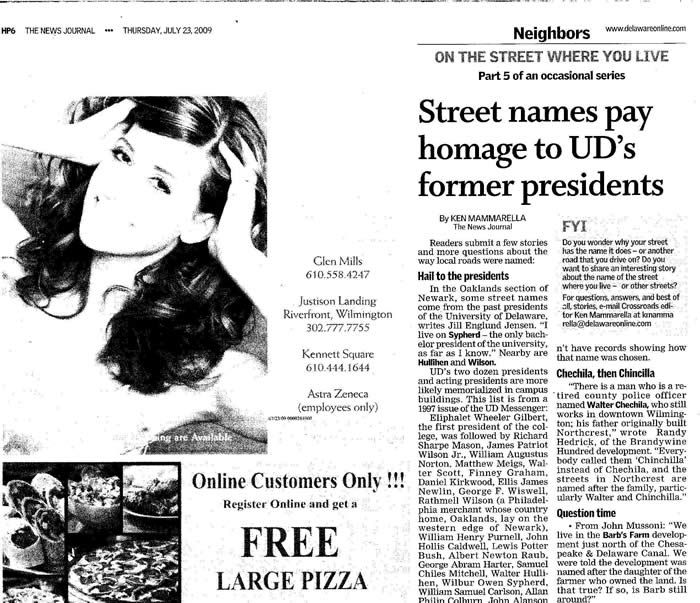 HP6 THE NEWS JOURNAL ••• THURSDAY, JULY 23, 2009
Neighbors
www.delawareonline.com
ON THE STREET WHERE YOU LIVE
Part 5 of an occasional series
Glen Mills
610.558.4247
Justison Landing
Riverfront, Wilmington
302.777.7755
Kennett Square
610.444.1644
Astra Zeneca
(employees only)
ing are Available
Online Customers Only !!!
Register Online and get a
FREE
LARGE PIZZA
Street names pay
homage to UD's
former presidents
By KEN MAMMARELLA
The News Journal
Readers submit a few stories
and more questions about the
way local roads were named:
Hail to the presidents
In the Oaklands section of
Newark, some street names
come from the past presidents
of the University of Delaware,
writes Jill Englund Jensen. "I
live on Sypherd – the only bach-
elor president of the university,
as far as I know." Nearby are
Hullihen and Wilson.
UD's two dozen presidents
and acting presidents are more
likely memorialized in campus
buildings. This list is from a
1997 issue of the UD Messenger:
Eliphalet Wheeler Gilbert,
the first president of the col-
lege, was followed by Richard
Sharpe Mason, James Patriot
Wilson Jr., William Augustus
Norton, Matthew Meigs, Wal-
ter Scott, Finney Graham,
Daniel Kirkwood, Ellis James
Newlin, George F. Wiswell,
Rathmell Wilson (a Philadel-
phia merchant whose country
home, Oaklands, lay on the
western edge of Newark),
William Henry Purnell, John
Hollis Caldwell, Lewis Potter
Bush, Albert Newton Raub,
George Abram Harter, Samuel
Chiles Mitchell, Walter Hulli-
hen, Wilbur Owen Sypherd,
William Samuel Carlson, Allan
Philip Colburn, John Alanson
FYI
Do you wonder why your street
has the name it does – or another
road that you drive on? Do you
want to share an interesting story
about the name of the street
where you live – or other streets?
For questions, answers, and best of
all, stories, e-mail Crossroads edi-
tor Ken Mammarella at kmamma
rella@delawareonline.com
n't have records showing how
that name was chosen.
Chechila, then Chincilla
"There is a man who is a re-
tired county police officer
named Walter Chechila, who still
works in downtown Wilming-
ton; his father originally built
Northcrest," wrote Randy
Hedrick, of the Brandywine
Hundred development. "Every-
body called them 'Chinchilla'
instead of Chechila, and the
streets in Northcrest are
named after the family, partic-
ularly Walter and Chinchilla."
Question time
• From John Mussoni: "We
live in the Barb's Farm develop-
ment just north of the Chesa-
peake & Delaware Canal. We
were told the development was
named after the daughter of the
farmer who owned the land. Is
that true? If so, is Barb still
around?"